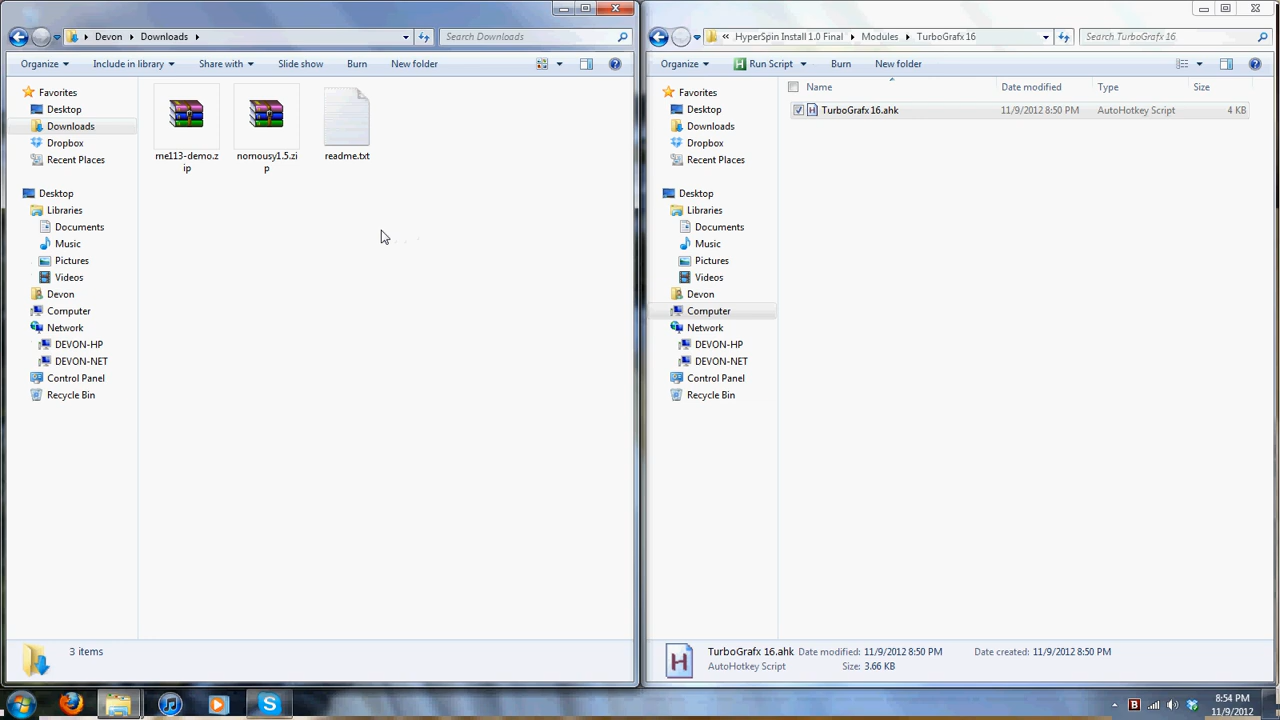 Devon
Downloads
Search Downloads
Organize
Include in library
Share with
Slide show
Burn
New folder
Favorites
Desktop
Downloads
Dropbox
Recent Places
Desktop
Libraries
Documents
Music
Pictures
Videos
Devon
Computer
Network
DEVON-HP
DEVON-NET
Control Panel
Recycle Bin
me113-demo.z
ip
nomousy1.5.zi
p
readme.txt
3 items
HyperSpin Install 1.0 Final
Modules
TurboGrafx 16
Search TurboGrafx 16
Organize
H Run Script
Burn
New folder
Favorites
Desktop
Downloads
Dropbox
Recent Places
Desktop
Libraries
Documents
Music
Pictures
Videos
Devon
Computer
Network
DEVON-HP
DEVON-NET
Control Panel
Recycle Bin
Name Date modified Type Size
H TurboGrafx 16.ahk 11/9/2012 8:50 PM AutoHotkey Script 4 KB
H
TurboGrafx 16.ahk Date modified: 11/9/2012 8:50 PM Date created: 11/9/2012 8:50 PM
AutoHotkey Script Size: 3.66 KB
S
B
8:54 PM
11/9/2012